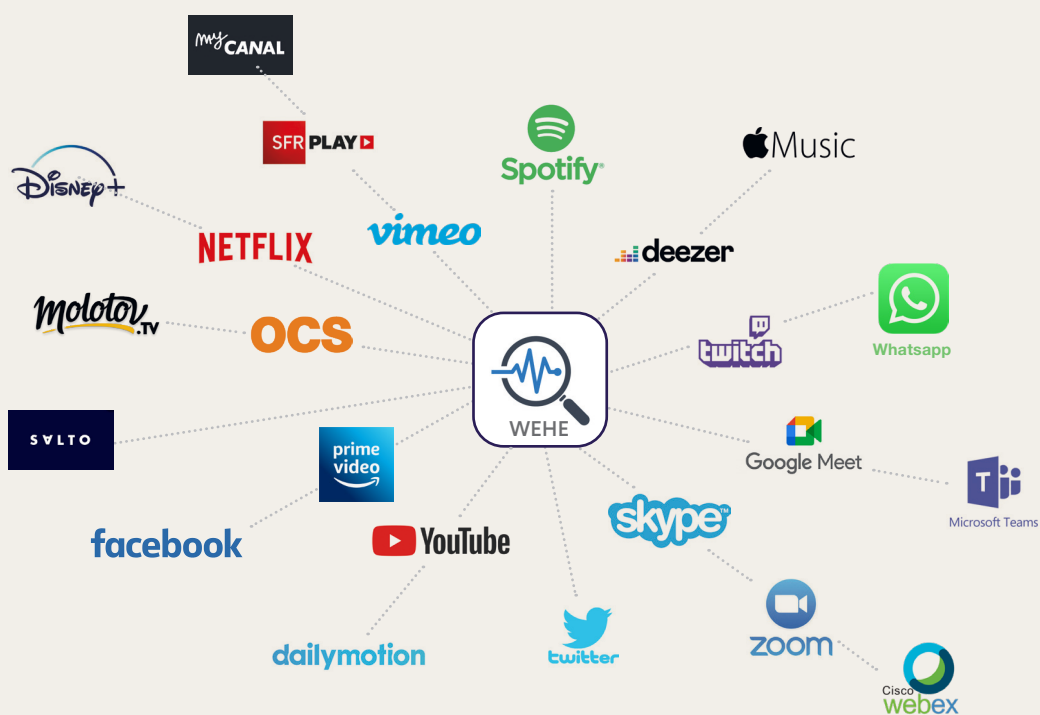 my CANAL
SFR PLAY
Spotify®
Music
Disney+
vimeo
NETFLIX
deezer
molotov.TV
OCS
twitch
Whatsapp
WEHE
SALTO
prime
video
Google Meet
T
Microsoft Teams
skype™
facebook
YouTube
dailymotion
twitter
zoom
Cisco
webex